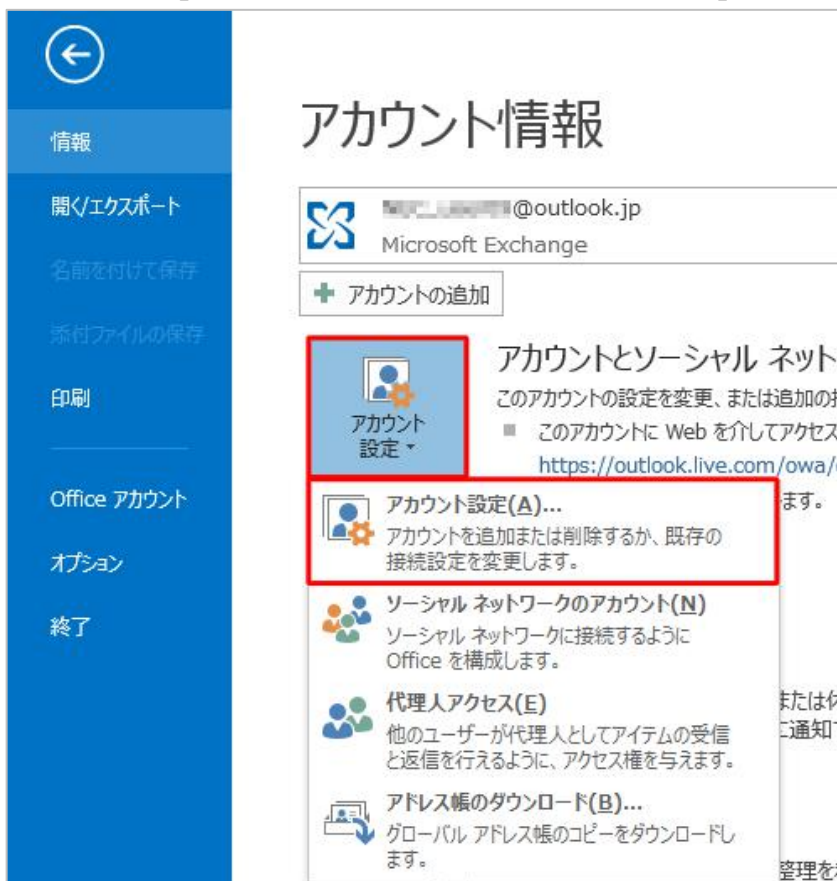 情報
開く/エクスポート
名前を付けて保存
添付ファイルの保存
印刷
Office アカウント
オプション
終了
アカウント情報
@outlook.jp
Microsoft Exchange
アカウントの追加
アカウント
設定
アカウントとソーシャル ネット
このアカウントの設定を変更、または追加の
このアカウントに Web を介してアクセス
https://outlook.live.com/owa/
ます。
アカウント設定(A)...
アカウントを追加または削除するか、既存の
接続設定を変更します。
ソーシャル ネットワークのアカウント(N)
ソーシャル ネットワークに接続するように
Office を構成します。
代理人アクセス(E)
他のユーザーが代理人としてアイテムの受信
と返信を行えるように、アクセス権を与えます。
または
に通知
アドレス帳のダウンロード(B)...
グローバル アドレス帳のコピーをダウンロードし
ます。
整理を